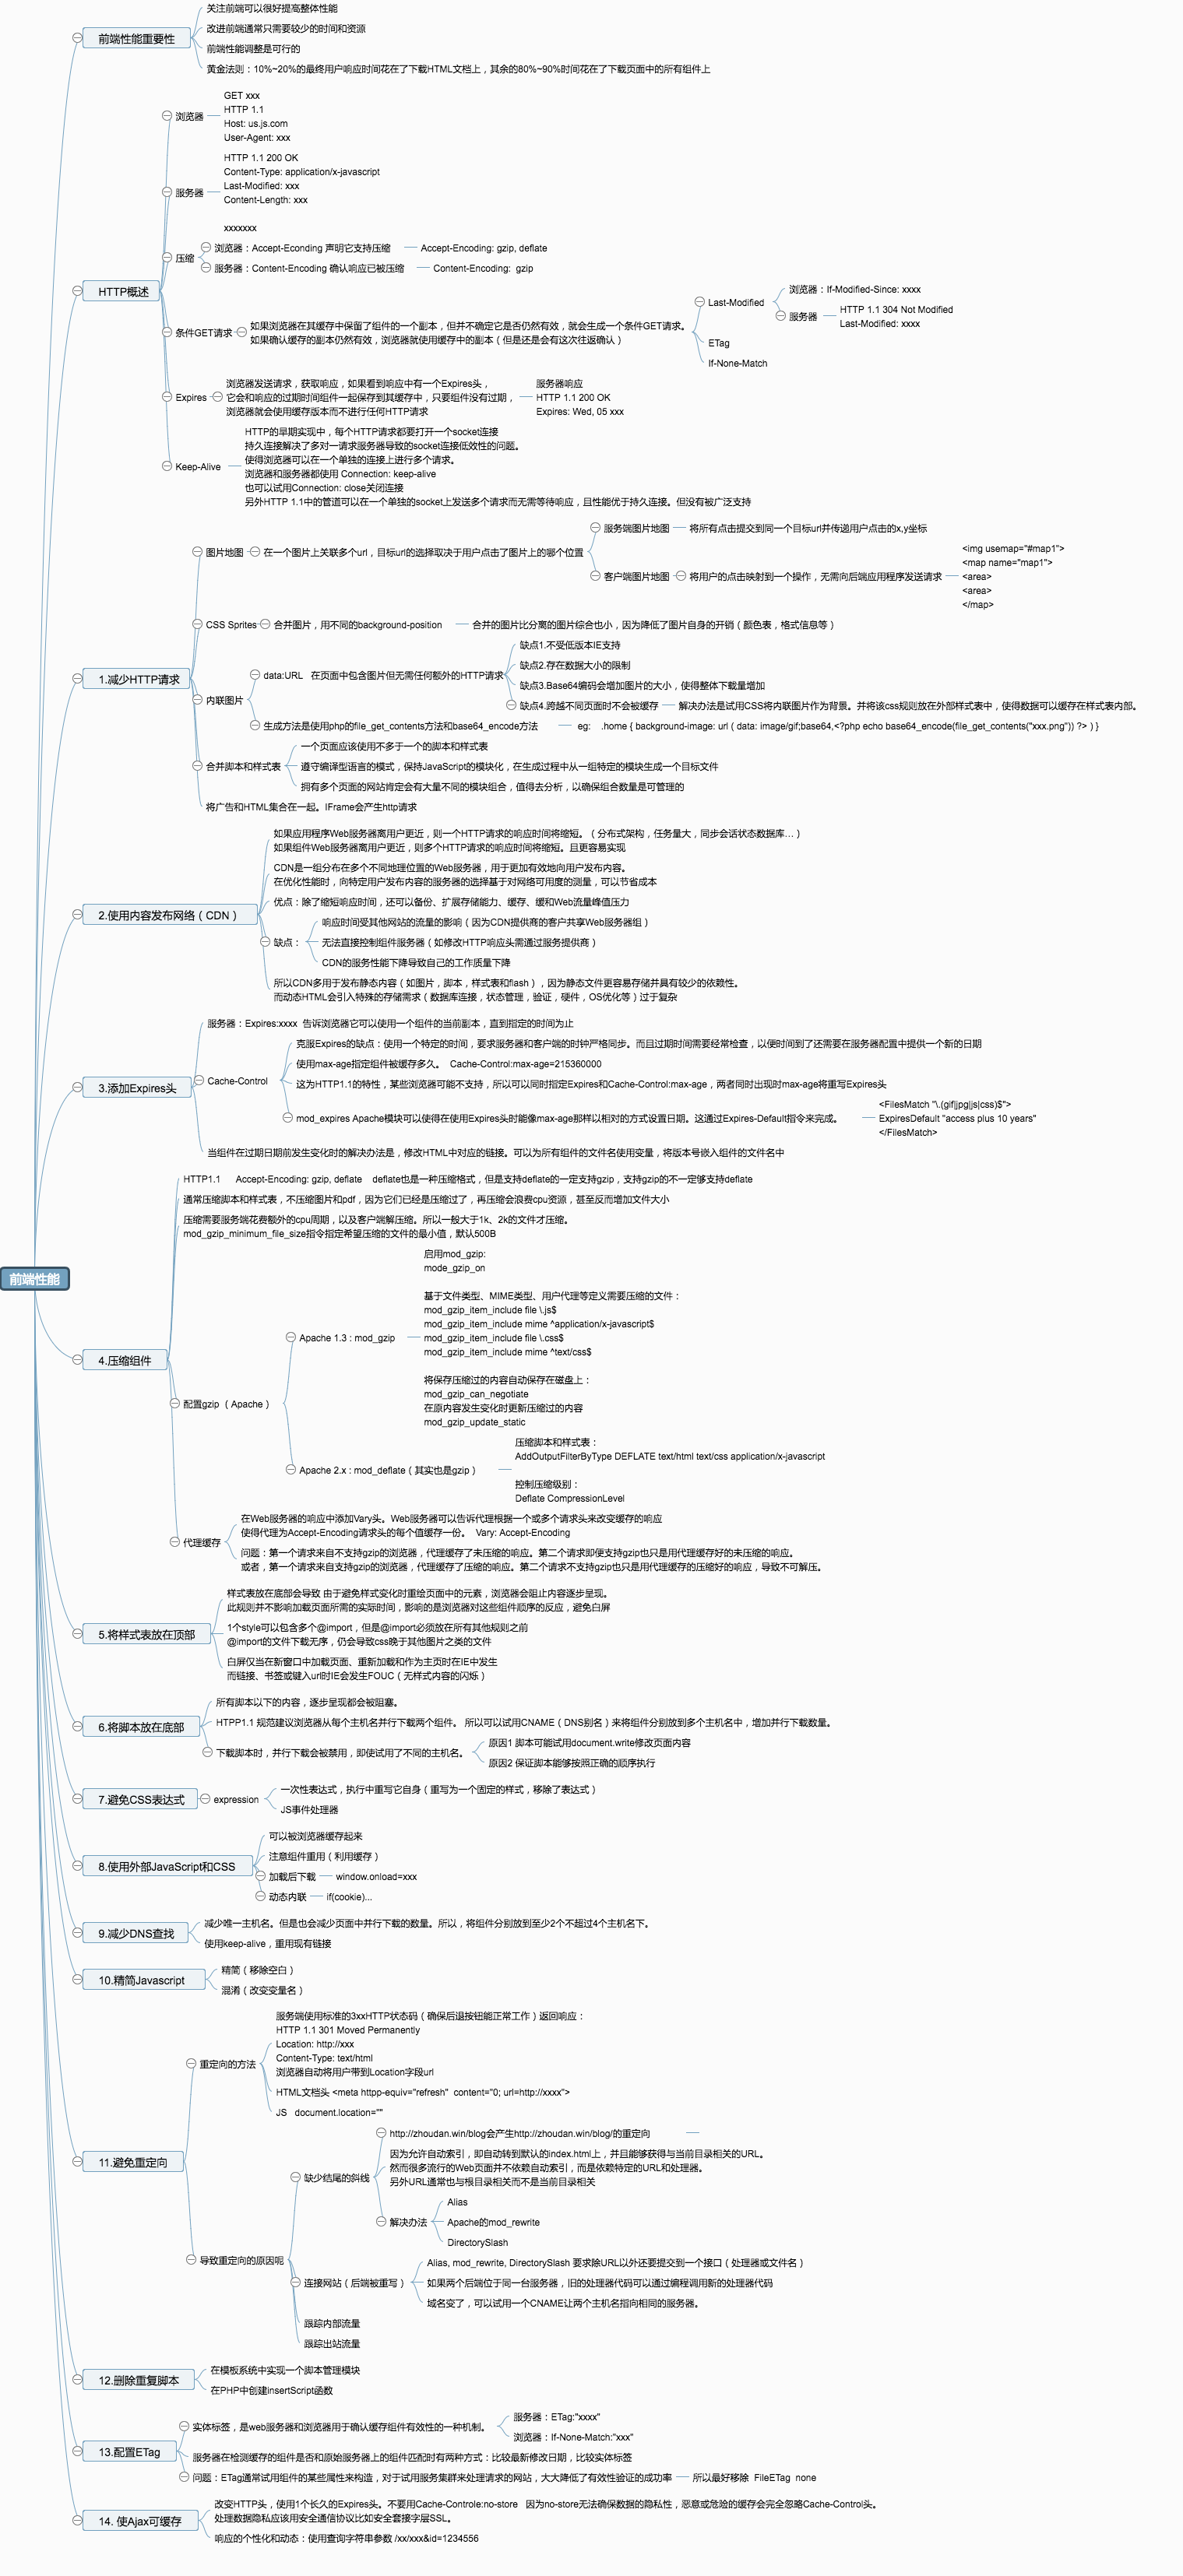 前端性能
前端性能重要性
关注前端可以很好提高整体性能
改进前端通常只需要较少的时间和资源
前端性能调整是可行的
黄金法则：10%~20%的最终用户响应时间花在了下载HTML文档上，其余的80%~90%时间花在了下载页面中的所有组件上
HTTP概述
浏览器
GET xxx
HTTP 1.1
Host: us.js.com
User-Agent: xxx
服务器
HTTP 1.1 200 OK
Content-Type: application/x-javascript
Last-Modified: xxx
Content-Length: xxx
xxxxxxx
压缩
浏览器：Accept-Econding 声明它支持压缩
Accept-Encoding: gzip, deflate
服务器：Content-Encoding 确认响应已被压缩
Content-Encoding: gzip
条件GET请求
如果浏览器在其缓存中保留了组件的一个副本，但并不确定它是否仍然有效，就会生成一个条件GET请求。
如果确认缓存的副本仍然有效，浏览器就使用缓存中的副本（但是还是会有这次往返确认）
Last-Modified
浏览器：If-Modified-Since: xxxx
服务器
HTTP 1.1 304 Not Modified
Last-Modified: xxxx
ETag
If-None-Match
Expires
浏览器发送请求，获取响应，如果看到响应中有一个Expires头，
它会和响应的过期时间组件一起保存到其缓存中，只要组件没有过期，
浏览器就会使用缓存版本而不进行任何HTTP请求
服务器响应
HTTP 1.1 200 OK
Expires: Wed, 05 xxx
Keep-Alive
HTTP的早期实现中，每个HTTP请求都要打开一个socket连接
持久连接解决了多对一请求服务器导致的socket连接低效性的问题。
使得浏览器可以在一个单独的连接上进行多个请求。
浏览器和服务器都使用 Connection: keep-alive
也可以试用Connection: close关闭连接
另外HTTP 1.1中的管道可以在一个单独的socket上发送多个请求而无需等待响应，且性能优于持久连接。但没有被广泛支持
1.减少HTTP请求
图片地图
在一个图片上关联多个url，目标url的选择取决于用户点击了图片上的哪个位置
服务端图片地图
将所有点击提交到同一个目标url并传递用户点击的x,y坐标
客户端图片地图
将用户的点击映射到一个操作，无需向后端应用程序发送请求
<img usemap="#map1">
<map name="map1">
<area>
<area>
</map>
CSS Sprites
合并图片，用不同的background-position
合并的图片比分离的图片综合也小，因为降低了图片自身的开销（颜色表，格式信息等）
内联图片
data:URL 在页面中包含图片但无需任何额外的HTTP请求
缺点1.不受低版本IE支持
缺点2.存在数据大小的限制
缺点3.Base64编码会增加图片的大小，使得整体下载量增加
缺点4.跨越不同页面时不会被缓存
解决办法是试用CSS将内联图片作为背景。并将该css规则放在外部样式表中，使得数据可以缓存在样式表内部。
生成方法是使用php的file_get_contents方法和base64_encode方法
eg: .home { background-image: url ( data: image/gif;base64,<?php echo base64_encode(file_get_contents("xxx.png")) ?> ) }
合并脚本和样式表
一个页面应该使用不多于一个的脚本和样式表
遵守编译型语言的模式，保持JavaScript的模块化，在生成过程中从一组特定的模块生成一个目标文件
拥有多个页面的网站肯定会有大量不同的模块组合，值得去分析，以确保组合数量是可管理的
将广告和HTML集合在一起。IFrame会产生http请求
2.使用内容发布网络（CDN）
如果应用程序Web服务器离用户更近，则一个HTTP请求的响应时间将缩短。（分布式架构，任务量大，同步会话状态数据库...）
如果组件Web服务器离用户更近，则多个HTTP请求的响应时间将缩短。且更容易实现
CDN是一组分布在多个不同地理位置的Web服务器，用于更加有效地向用户发布内容。
在优化性能时，向特定用户发布内容的服务器的选择基于对网络可用度的测量，可以节省成本
优点：除了缩短响应时间，还可以备份、扩展存储能力、缓存、缓和Web流量峰值压力
缺点：
响应时间受其他网站的流量的影响（因为CDN提供商的客户共享Web服务器组）
无法直接控制组件服务器（如修改HTTP响应头需通过服务提供商）
CDN的服务性能下降导致自己的工作质量下降
所以CDN多用于发布静态内容（如图片，脚本，样式表和flash），因为静态文件更容易存储并具有较少的依赖性。
而动态HTML会引入特殊的存储需求（数据库连接，状态管理，验证，硬件，OS优化等）过于复杂
3.添加Expires头
服务器：Expires:xxxx 告诉浏览器它可以使用一个组件的当前副本，直到指定的时间为止
Cache-Control
克服Expires的缺点：使用一个特定的时间，要求服务器和客户端的时钟严格同步。而且过期时间需要经常检查，以便时间到了还需要在服务器配置中提供一个新的日期
使用max-age指定组件被缓存多久。 Cache-Control:max-age=215360000
这为HTTP1.1的特性，某些浏览器可能不支持，所以可以同时指定Expires和Cache-Control:max-age，两者同时出现时max-age将重写Expires头
mod_expires Apache模块可以使得在使用Expires头时能像max-age那样以相对的方式设置日期。这通过Expires-Default指令来完成。
<FilesMatch "\.(gif|jpg|js|css)$">
ExpiresDefault "access plus 10 years"
</FilesMatch>
当组件在过期日期前发生变化时的解决办法是，修改HTML中对应的链接。可以为所有组件的文件名使用变量，将版本号嵌入组件的文件名中
4.压缩组件
HTTP1.1 Accept-Encoding: gzip, deflate deflate也是一种压缩格式，但是支持deflate的一定支持gzip，支持gzip的不一定够支持deflate
通常压缩脚本和样式表，不压缩图片和pdf，因为它们已经是压缩过了，再压缩会浪费cpu资源，甚至反而增加文件大小
压缩需要服务端花费额外的cpu周期，以及客户端解压缩。所以一般大于1k、2k的文件才压缩。
mod_gzip_minimum_file_size指令指定希望压缩的文件的最小值，默认500B
配置gzip （Apache）
Apache 1.3 : mod_gzip
启用mod_gzip:
mode_gzip_on
基于文件类型、MIME类型、用户代理等定义需要压缩的文件：
mod_gzip_item_include file \.js$
mod_gzip_item_include mime ^application/x-javascript$
mod_gzip_item_include file \.css$
mod_gzip_item_include mime ^text/css$
将保存压缩过的内容自动保存在磁盘上：
mod_gzip_can_negotiate
在原内容发生变化时更新压缩过的内容
mod_gzip_update_static
Apache 2.x : mod_deflate（其实也是gzip）
压缩脚本和样式表：
AddOutputFilterByType DEFLATE text/html text/css application/x-javascript
控制压缩级别：
Deflate CompressionLevel
代理缓存
在Web服务器的响应中添加Vary头。Web服务器可以告诉代理根据一个或多个请求头来改变缓存的响应
使得代理为Accept-Encoding请求头的每个值缓存一份。 Vary: Accept-Encoding
问题：第一个请求来自不支持gzip的浏览器，代理缓存了未压缩的响应。第二个请求即便支持gzip也只是用代理缓存好的未压缩的响应。
或者，第一个请求来自支持gzip的浏览器，代理缓存了压缩的响应。第二个请求不支持gzip也只是用代理缓存的压缩好的响应，导致不可解压。
5.将样式表放在顶部
样式表放在底部会导致 由于避免样式变化时重绘页面中的元素，浏览器会阻止内容逐步呈现。
此规则并不影响加载页面所需的实际时间，影响的是浏览器对这些组件顺序的反应，避免白屏
1个style可以包含多个@import，但是@import必须放在所有其他规则之前
@import的文件下载无序，仍会导致css晚于其他图片之类的文件
白屏仅当在新窗口中加载页面、重新加载和作为主页时在IE中发生
而链接、书签或键入url时IE会发生FOUC（无样式内容的闪烁）
6.将脚本放在底部
所有脚本以下的内容，逐步呈现都会被阻塞。
HTPP1.1 规范建议浏览器从每个主机名并行下载两个组件。 所以可以试用CNAME（DNS别名）来将组件分别放到多个主机名中，增加并行下载数量。
下载脚本时，并行下载会被禁用，即使试用了不同的主机名。
原因1 脚本可能试用document.write修改页面内容
原因2 保证脚本能够按照正确的顺序执行
7.避免CSS表达式
expression
一次性表达式，执行中重写它自身（重写为一个固定的样式，移除了表达式）
JS事件处理器
8.使用外部JavaScript和CSS
可以被浏览器缓存起来
注意组件重用（利用缓存）
加载后下载
window.onload=xxx
动态内联
if(cookie)...
9.减少DNS查找
减少唯一主机名。但是也会减少页面中并行下载的数量。所以，将组件分别放到至少2个不超过4个主机名下。
使用keep-alive，重用现有链接
10.精简Javascript
精简（移除空白）
混淆（改变变量名）
11.避免重定向
重定向的方法
服务端使用标准的3xxHTTP状态码（确保后退按钮能正常工作）返回响应：
HTTP 1.1 301 Moved Permanently
Location: http://xxx
Content-Type: text/html
浏览器自动将用户带到Location字段url
HTML文档头 <meta httpp-equiv="refresh" content="0; url=http://xxxx">
JS document.location=""
导致重定向的原因呢
缺少结尾的斜线
http://zhoudan.win/blog会产生http://zhoudan.win/blog/的重定向
因为允许自动索引，即自动转到默认的index.html上，并且能够获得与当前目录相关的URL。
然而很多流行的Web页面并不依赖自动索引，而是依赖特定的URL和处理器。
另外URL通常也与根目录相关而不是当前目录相关
解决办法
Alias
Apache的mod_rewrite
DirectorySlash
连接网站（后端被重写）
Alias, mod_rewrite, DirectorySlash 要求除URL以外还要提交到一个接口（处理器或文件名）
如果两个后端位于同一台服务器，旧的处理器代码可以通过编程调用新的处理器代码
域名变了，可以试用一个CNAME让两个主机名指向相同的服务器。
跟踪内部流量
跟踪出站流量
12.删除重复脚本
在模板系统中实现一个脚本管理模块
在PHP中创建insertScript函数
13.配置ETag
实体标签，是web服务器和浏览器用于确认缓存组件有效性的一种机制。
服务器：ETag:"xxxx"
浏览器：If-None-Match:"xxx"
服务器在检测缓存的组件是否和原始服务器上的组件匹配时有两种方式：比较最新修改日期，比较实体标签
问题：ETag通常试用组件的某些属性来构造，对于试用服务集群来处理请求的网站，大大降低了有效性验证的成功率
所以最好移除 FileETag none
14. 使Ajax可缓存
改变HTTP头，使用1个长久的Expires头。不要用Cache-Controle:no-store 因为no-store无法确保数据的隐私性，恶意或危险的缓存会完全忽略Cache-Control头。
处理数据隐私应该用安全通信协议比如安全套接字层SSL。
响应的个性化和动态：使用查询字符串参数 /xx/xxx&id=1234556